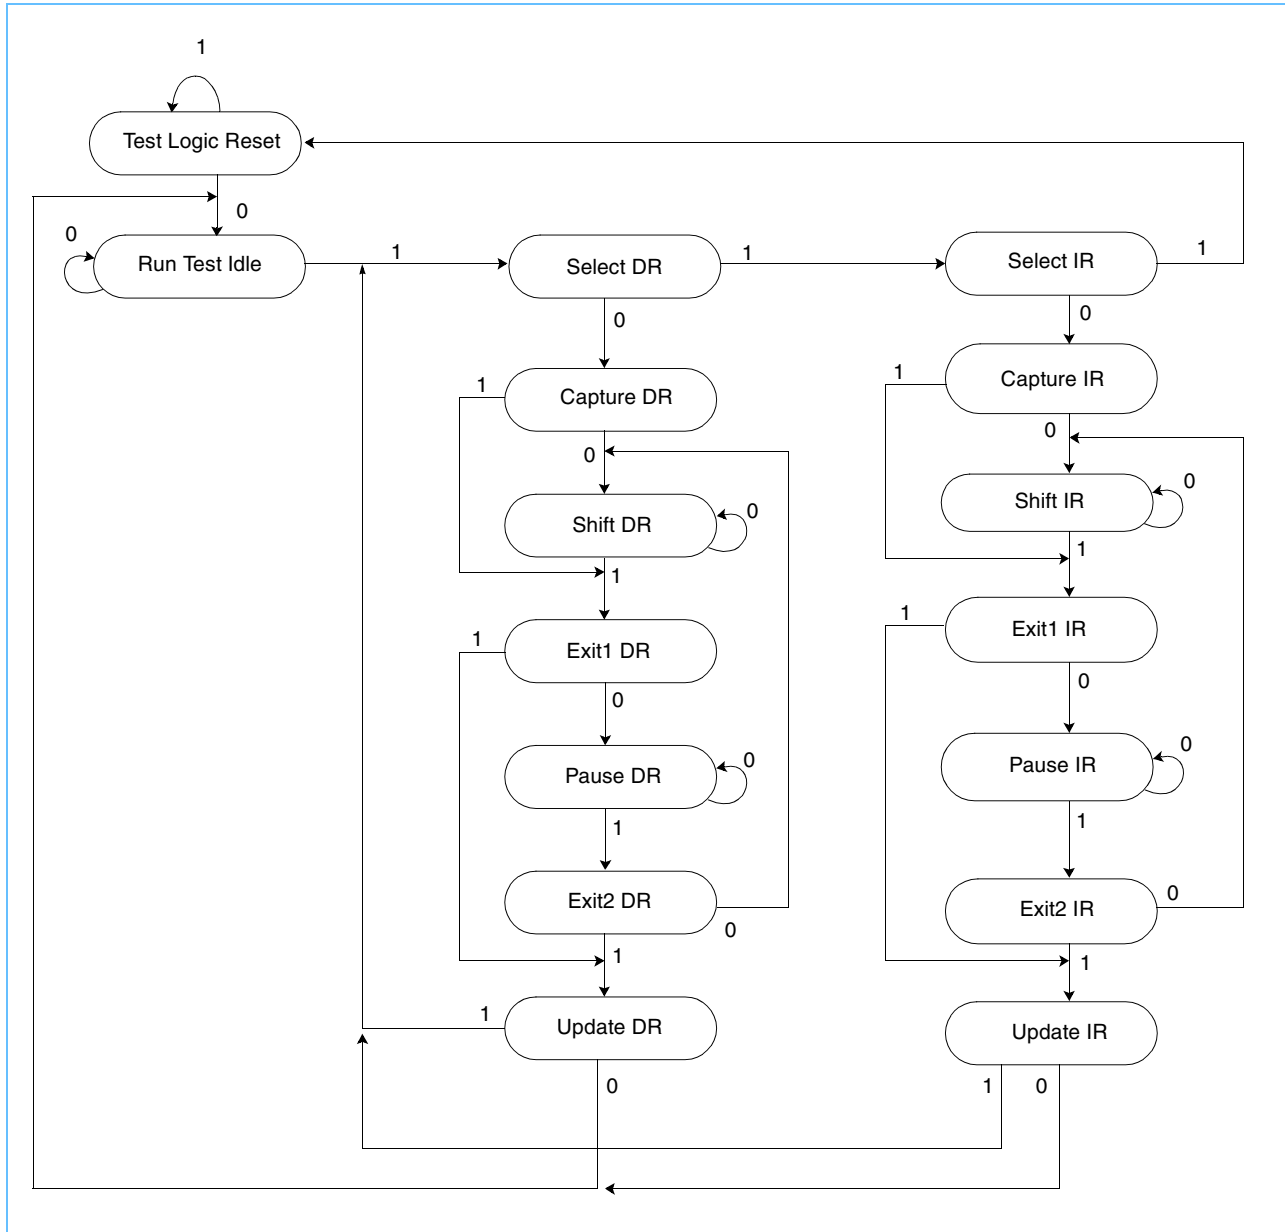 1
Test Logic Reset
0
0
Run Test Idle
1
Select DR
1
Select IR
1
0
0
1
Capture DR
1
Capture IR
0
0
Shift DR
0
Shift IR
0
1
1
1
Exit1 DR
1
Exit1 IR
0
0
Pause DR
0
Pause IR
0
1
1
Exit2 DR
0
Exit2 IR
0
1
1
1
Update DR
Update IR
0
1
0